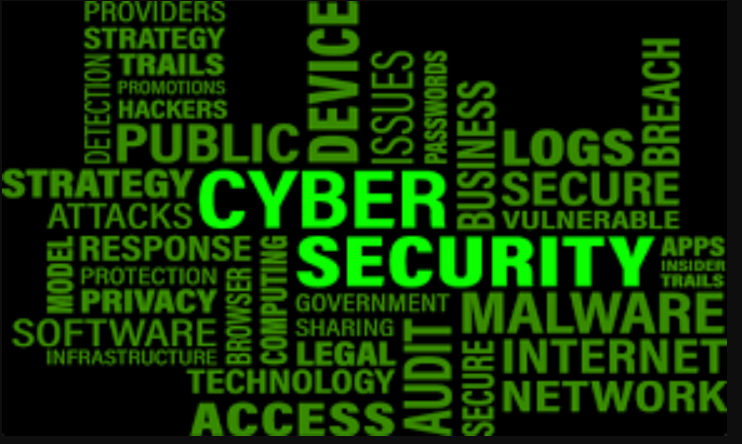 PROVIDERS
STRATEGY
TRAILS
PROMOTIONS
HACKERS
DETECTION
PUBLIC
DEVICE
ISSUES
PASSWORDS
BUSINESS
LOGS
BREACH
STRATEGY
CYBER
SECURE
ATTACKS
VULNERABLE
MODEL
RESPONSE
SECURITY
APPS
INSIDER
TRAILS
PROTECTION
PRIVACY
BROWSER
COMPUTING
GOVERNMENT
MALWARE
SOFTWARE
SHARING
INFRASTRUCTURE
LEGAL
AUDIT
SECURE
INTERNET
TECHNOLOGY
NETWORK
ACCESS